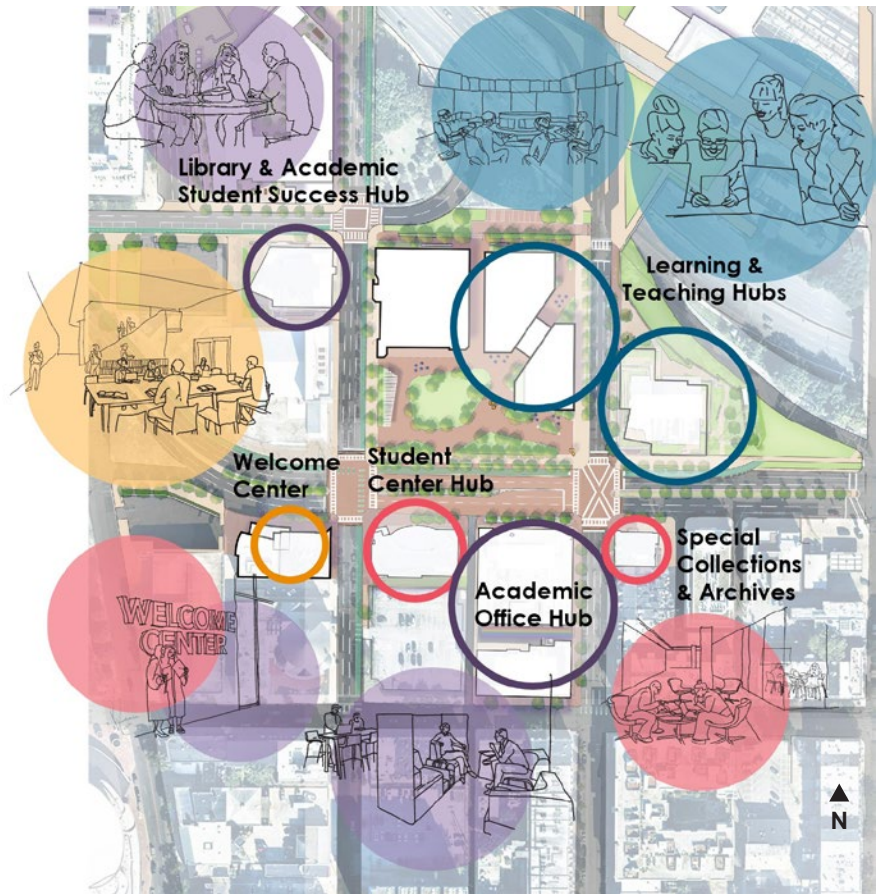 Library & Academic
Student Success Hub
Learning &
Teaching Hubs
Welcome
Center
Student
Center Hub
Academic
Office Hub
Special
Collections
& Archives
WELCOME
CENTER
N